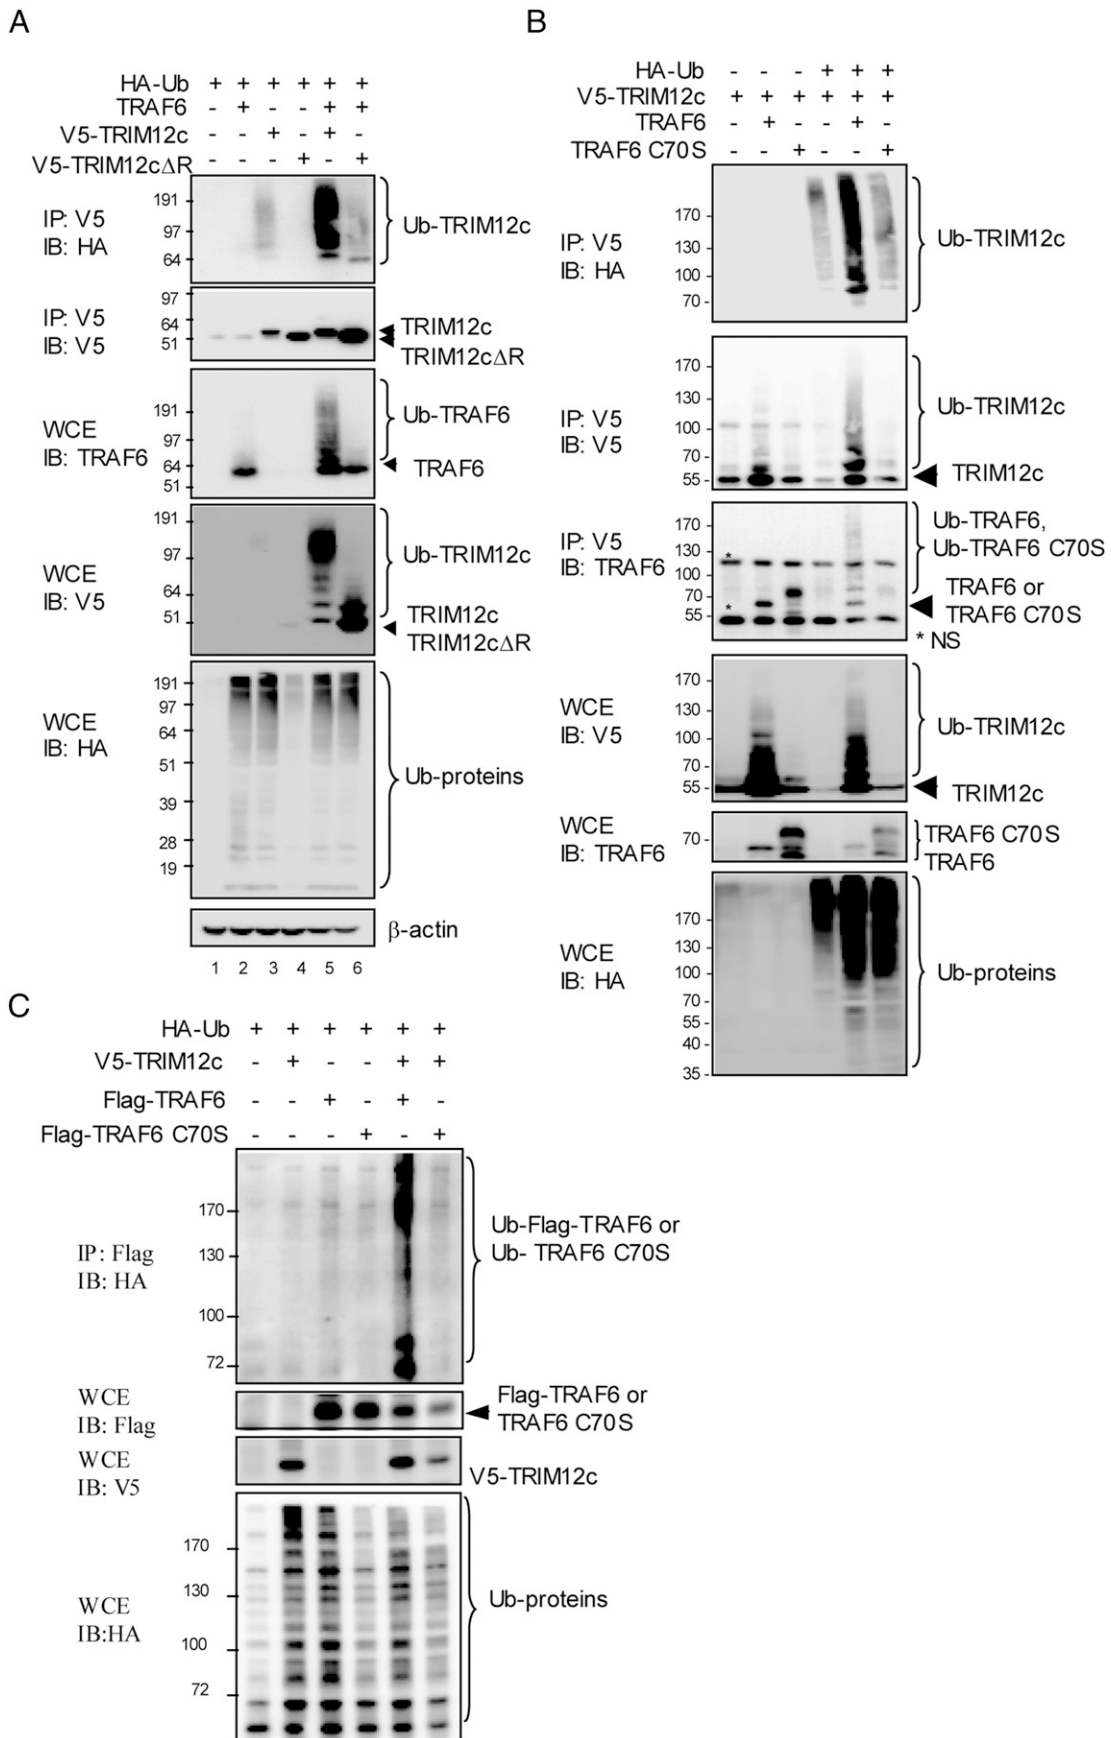 A
HA-Ub + + + + + +
TRAF6 - + - - + +
V5-TRIM12c - - + - + -
V5-TRIM12cΔR - - - + - +
IP: V5
IB: HA
191
97
64
Ub-TRIM12c
IP: V5
IB: V5
97
64
51
TRIM12c
TRIM12cΔR
WCE
IB: TRAF6
191
97
64
51
Ub-TRAF6
TRAF6
WCE
IB: V5
191
97
64
51
Ub-TRIM12c
TRIM12c
TRIM12cΔR
WCE
IB: HA
191
97
64
51
39
28
19
Ub-proteins
β-actin
1 2 3 4 5 6
B
HA-Ub - - - + + +
V5-TRIM12c + + + + + +
TRAF6 - + - - + -
TRAF6 C70S - - + - - +
IP: V5
IB: HA
170 -
130 -
100 -
70 -
Ub-TRIM12c
IP: V5
IB: V5
170 -
130 -
100 -
70 -
55 -
Ub-TRIM12c
TRIM12c
IP: V5
IB: TRAF6
170 -
130 -
100 -
70 -
55 -
*
*
Ub-TRAF6,
Ub-TRAF6 C70S
TRAF6 or
TRAF6 C70S
* NS
WCE
IB: V5
170 -
130 -
100 -
70 -
55 -
Ub-TRIM12c
TRIM12c
WCE
IB: TRAF6
70 -
TRAF6 C70S
TRAF6
WCE
IB: HA
170 -
130 -
100 -
70 -
55 -
40 -
35 -
Ub-proteins
C
HA-Ub + + + + + +
V5-TRIM12c - + - - + +
Flag-TRAF6 - - + - + -
Flag-TRAF6 C70S - - - + - +
IP: Flag
IB: HA
170
130
100
72
Ub-Flag-TRAF6 or
Ub- TRAF6 C70S
WCE
IB: Flag
Flag-TRAF6 or
TRAF6 C70S
WCE
IB: V5
V5-TRIM12c
WCE
IB:HA
170
130
100
72
Ub-proteins